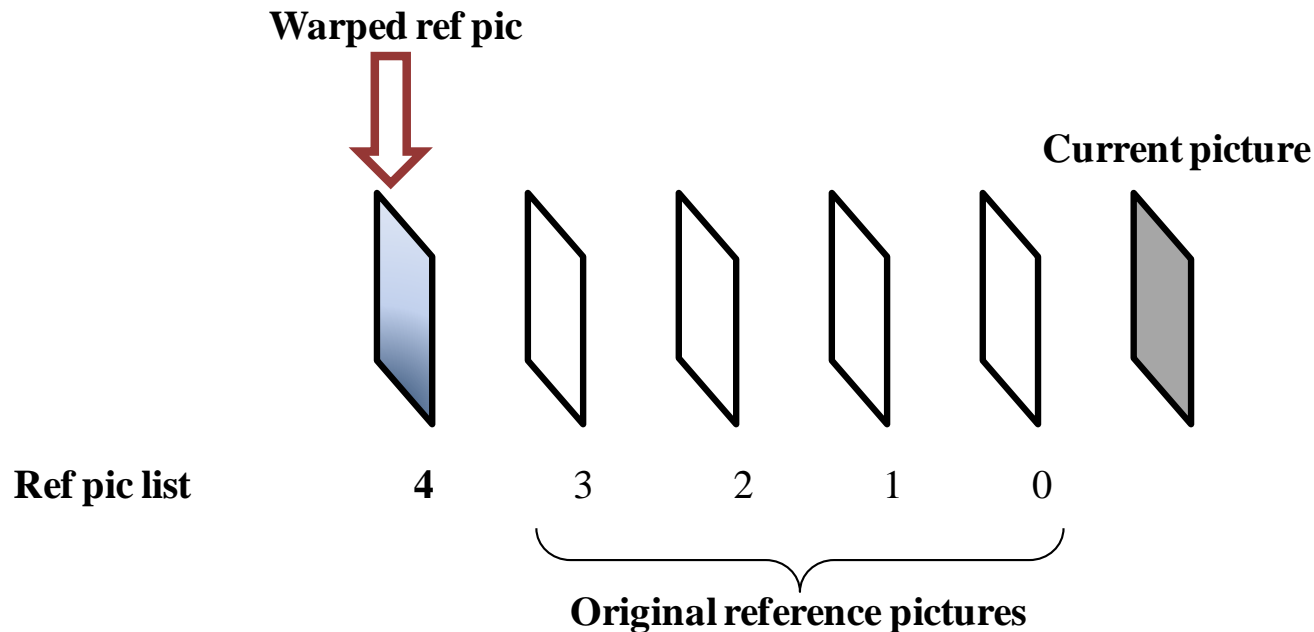 Warped ref pic
Current picture
Ref pic list 4 3 2 1 0
Original reference pictures